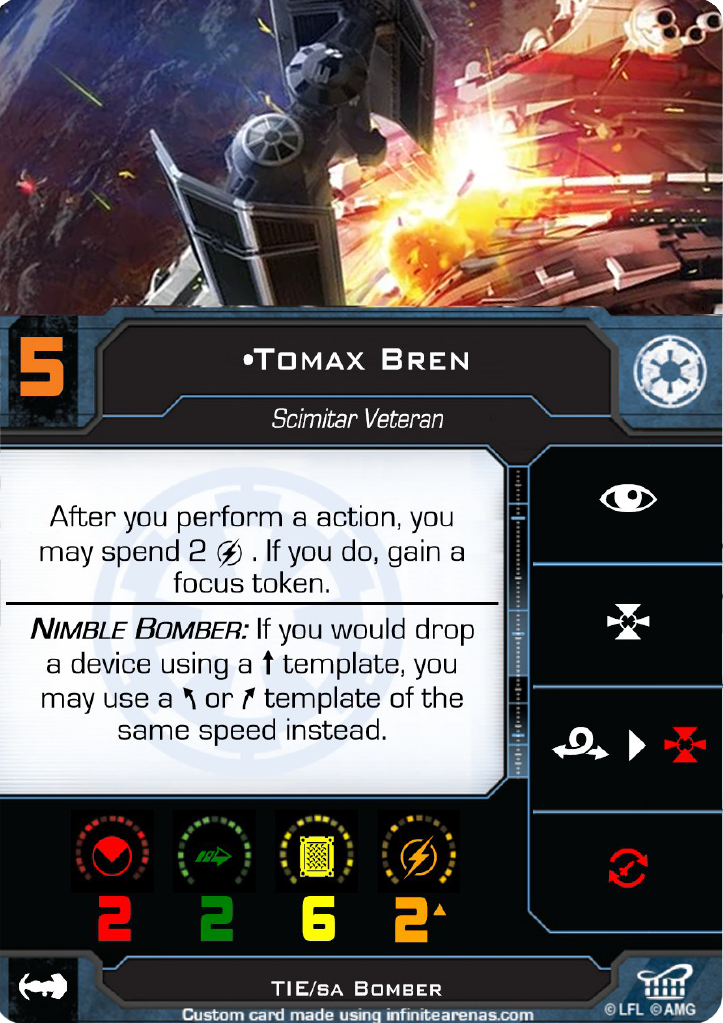 5
•Tomax Bren
Scimitar Veteran
After you perform a action, you
may spend 2 . If you do, gain a
focus token.
Nimble Bomber: If you would drop
a device using a template, you
may use a or template of the
same speed instead.
2 2 6 2
TIE/sa Bomber
Custom card made using infinitearenas.com
©LFL ©AMG